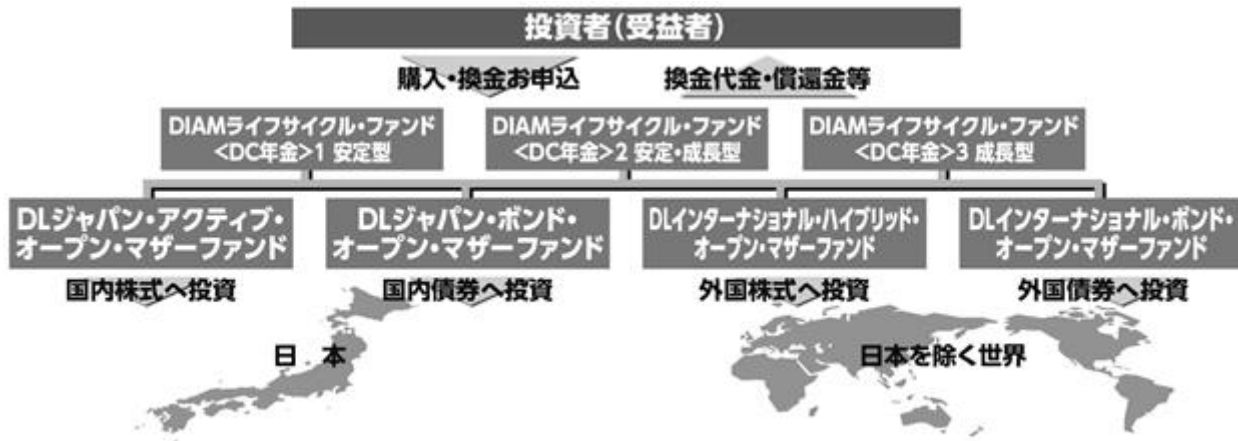 投資者(受益者)
購入・換金お申込
換金代金・償還金等
DIAMライフサイクル・ファンド
<DC年金>1 安定型
DIAMライフサイクル・ファンド
<DC年金>2 安定・成長型
DIAMライフサイクル・ファンド
<DC年金>3 成長型
DLジャパン・アクティブ・
オープン・マザーファンド
DLジャパン・ボンド・
オープン・マザーファンド
DLインターナショナル・ハイブリッド・
オープン・マザーファンド
DLインターナショナル・ボンド・
オープン・マザーファンド
国内株式へ投資
国内債券へ投資
外国株式へ投資
外国債券へ投資
日 本
日本を除く世界